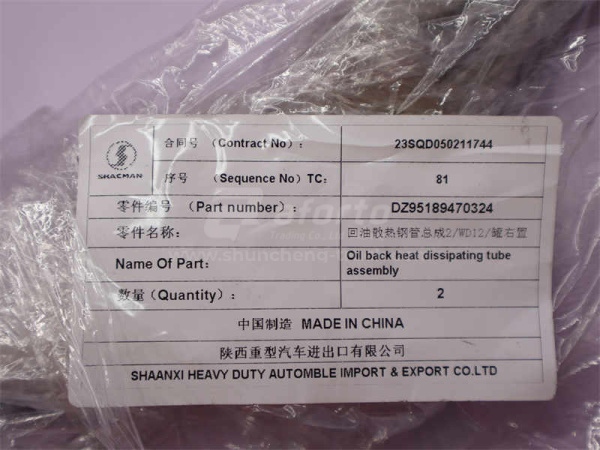 SHACMAN
合同号 (Contract No)：
23SQD050211744
序号 (Sequence No) TC:
81
零件编号 (Part number)：
DZ95189470324
零件名称：
回油散热钢管总成2/WD12/罐右置
Name Of Part：
Oil back heat dissipating tube
assembly
数量 (Quantity)：
2
中国制造 MADE IN CHINA
陕西重型汽车进出口有限公司
SHAANXI HEAVY DUTY AUTOMBLE IMPORT & EXPORT CO.LTD